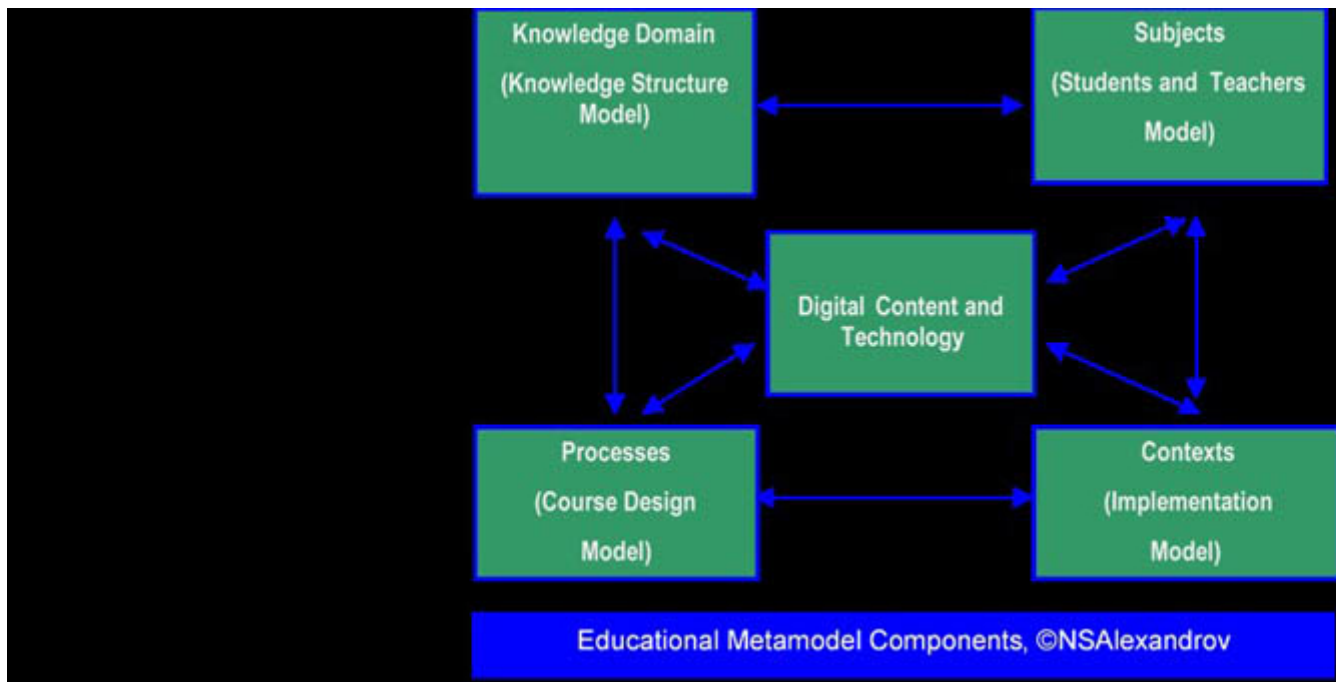 Knowledge Domain
(Knowledge Structure
Model)
Subjects
(Students and Teachers
Model)
Digital Content and
Technology
Processes
(Course Design
Model)
Contexts
(Implementation
Model)
Educational Metamodel Components, ©NSAlexandrov